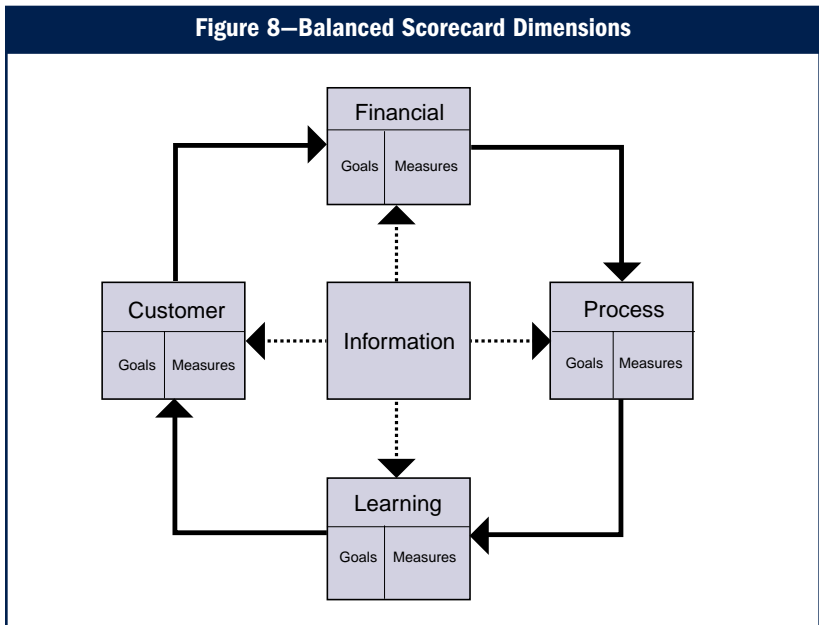 Figure 8—Balanced Scorecard Dimensions
Financial
Goals Measures
Customer
Goals Measures
Information
Process
Goals Measures
Learning
Goals Measures